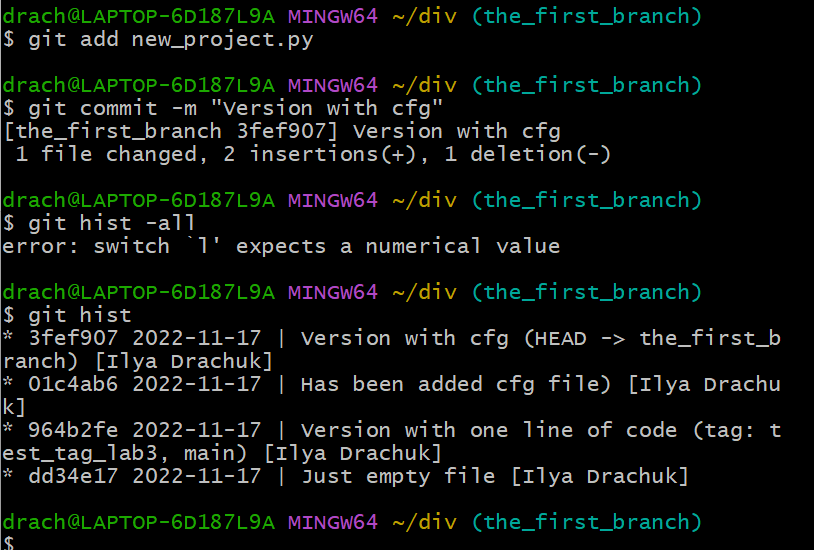 drach@LAPTOP-6D187L9A MINGW64 ~/div (the_first_branch)
$ git add new_project.py
drach@LAPTOP-6D187L9A MINGW64 ~/div (the_first_branch)
$ git commit -m "Version with cfg"
[the_first_branch 3fef907] Version with cfg
 1 file changed, 2 insertions(+), 1 deletion(-)
drach@LAPTOP-6D187L9A MINGW64 ~/div (the_first_branch)
$ git hist -all
error: switch `l' expects a numerical value
drach@LAPTOP-6D187L9A MINGW64 ~/div (the_first_branch)
$ git hist
* 3fef907 2022-11-17 | Version with cfg (HEAD -> the_first_b
ranch) [Ilya Drachuk]
* 01c4ab6 2022-11-17 | Has been added cfg file) [Ilya Drachu
k]
* 964b2fe 2022-11-17 | Version with one line of code (tag: t
est_tag_lab3, main) [Ilya Drachuk]
* dd34e17 2022-11-17 | Just empty file [Ilya Drachuk]
drach@LAPTOP-6D187L9A MINGW64 ~/div (the_first_branch)
$